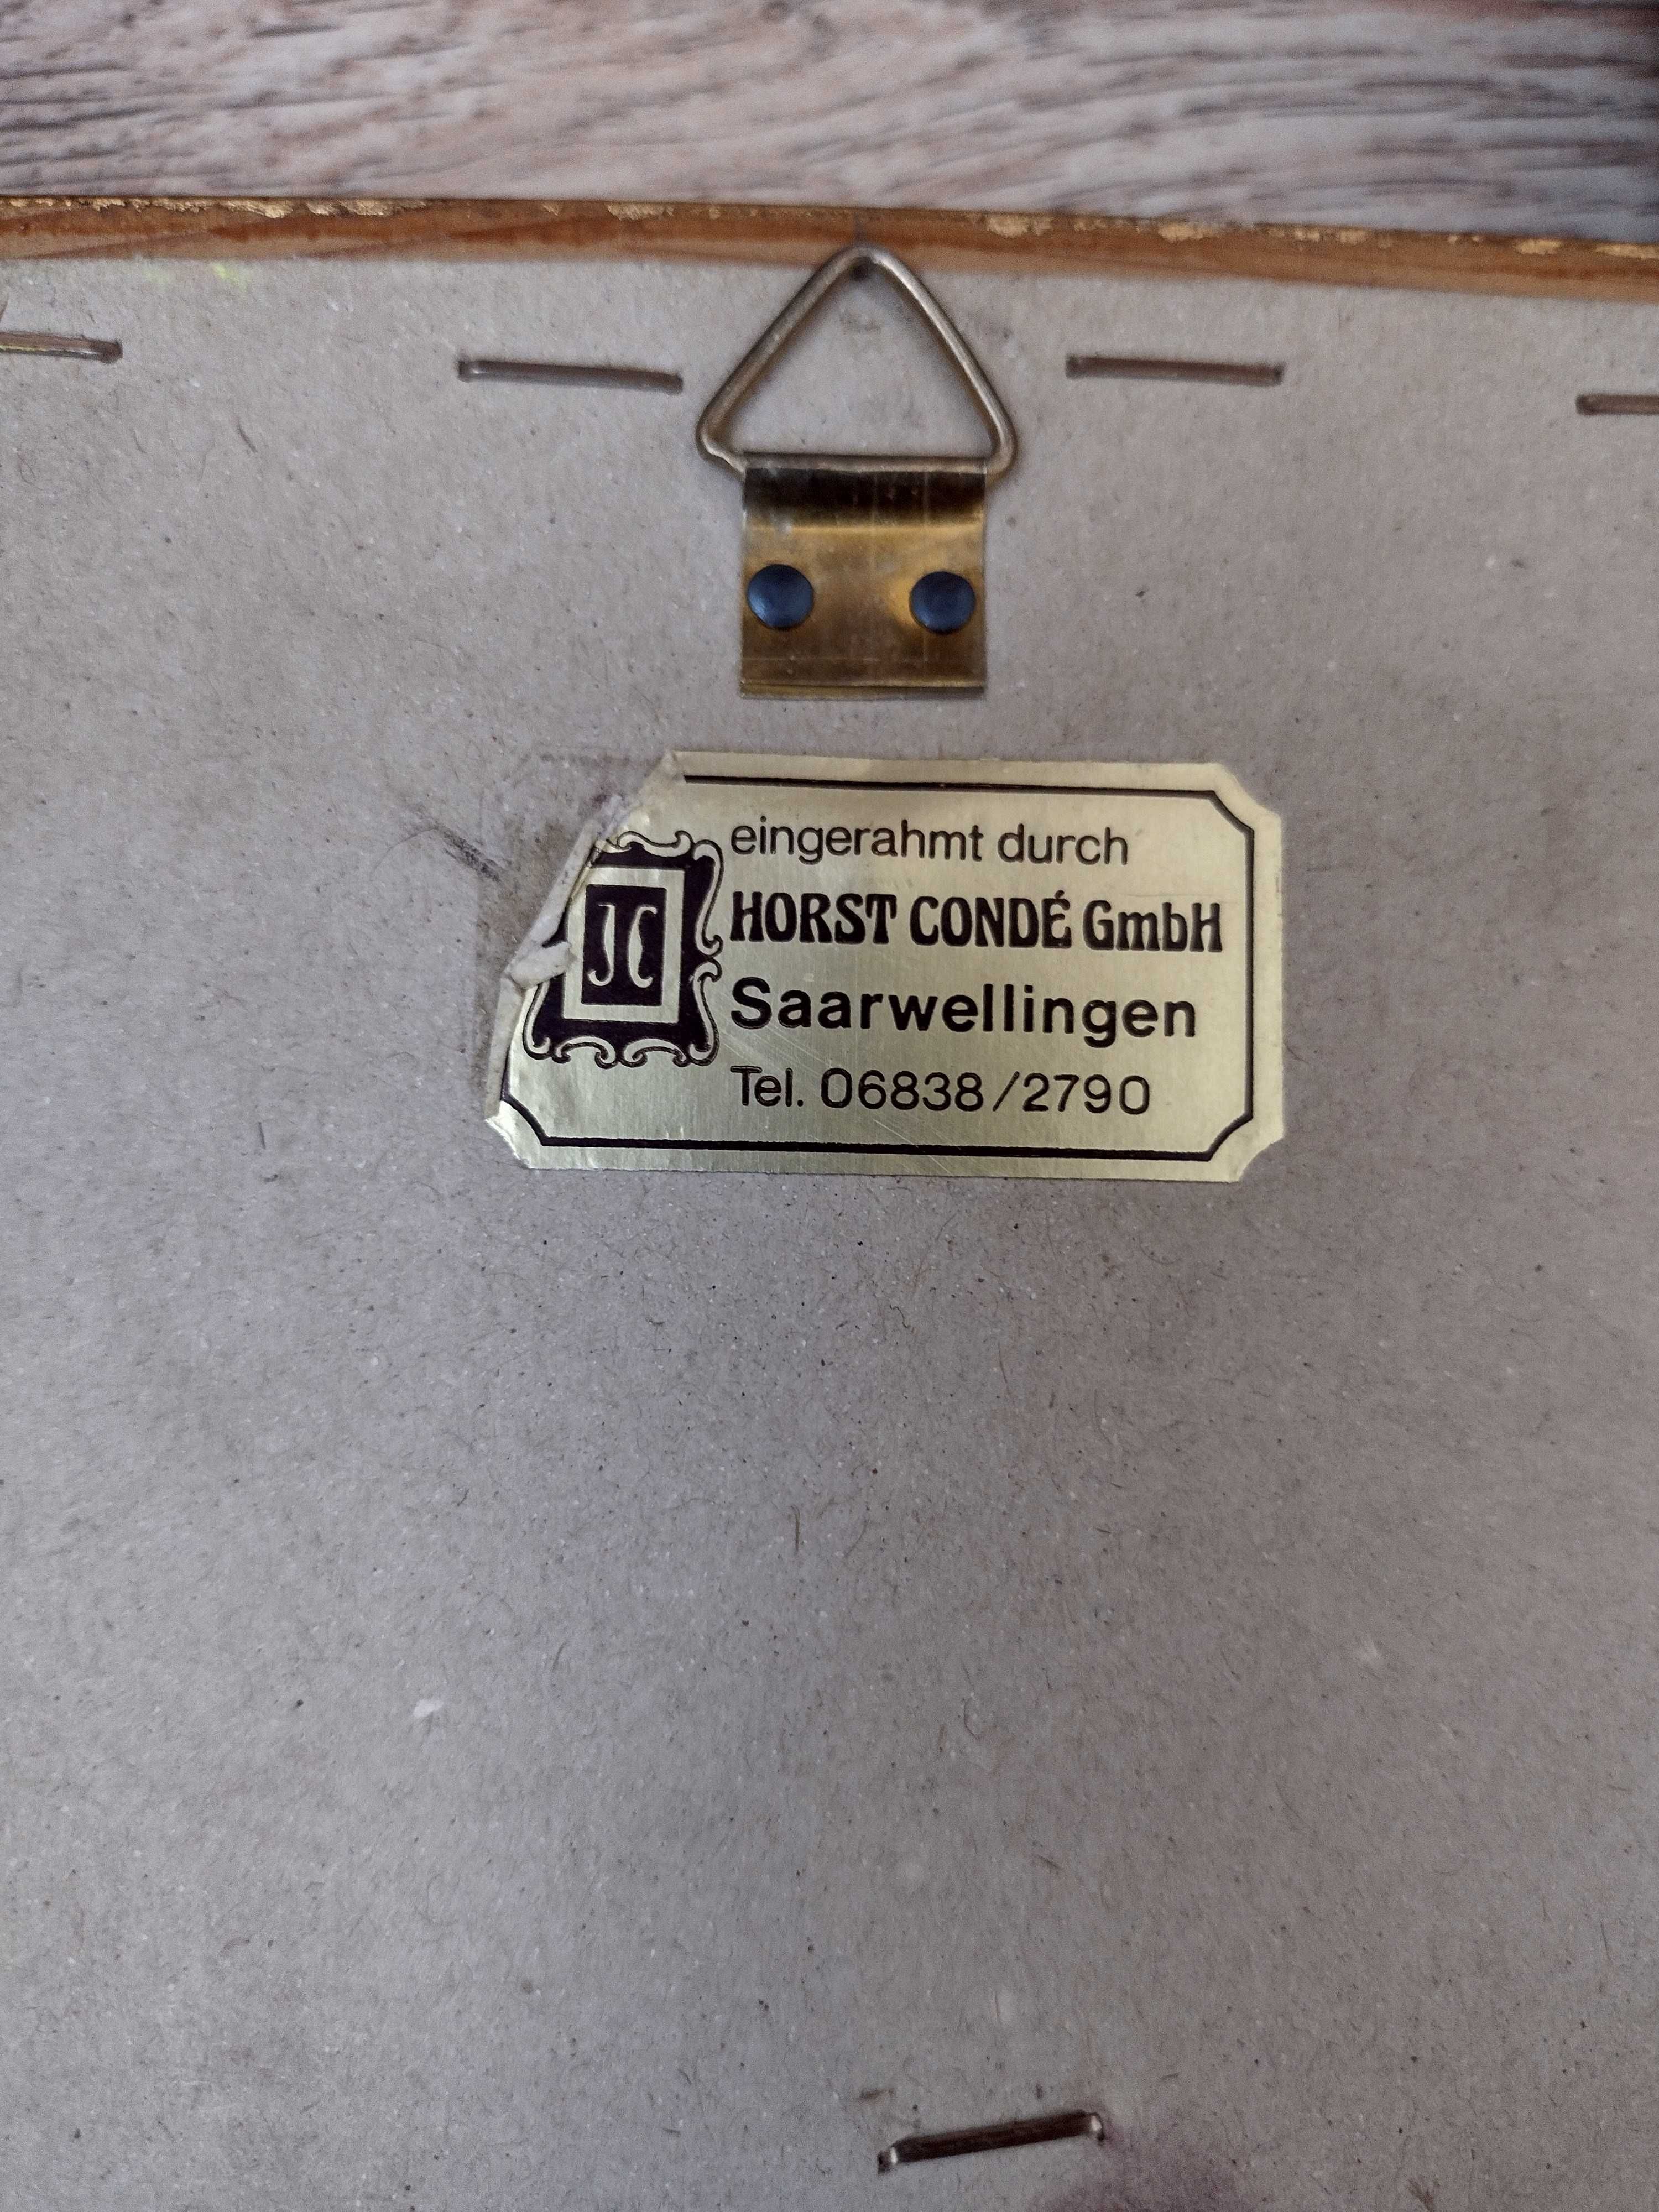 eingerahmt durch
HORST CONDÉ GmbH
Saarwellingen
Tel. 06838/2790